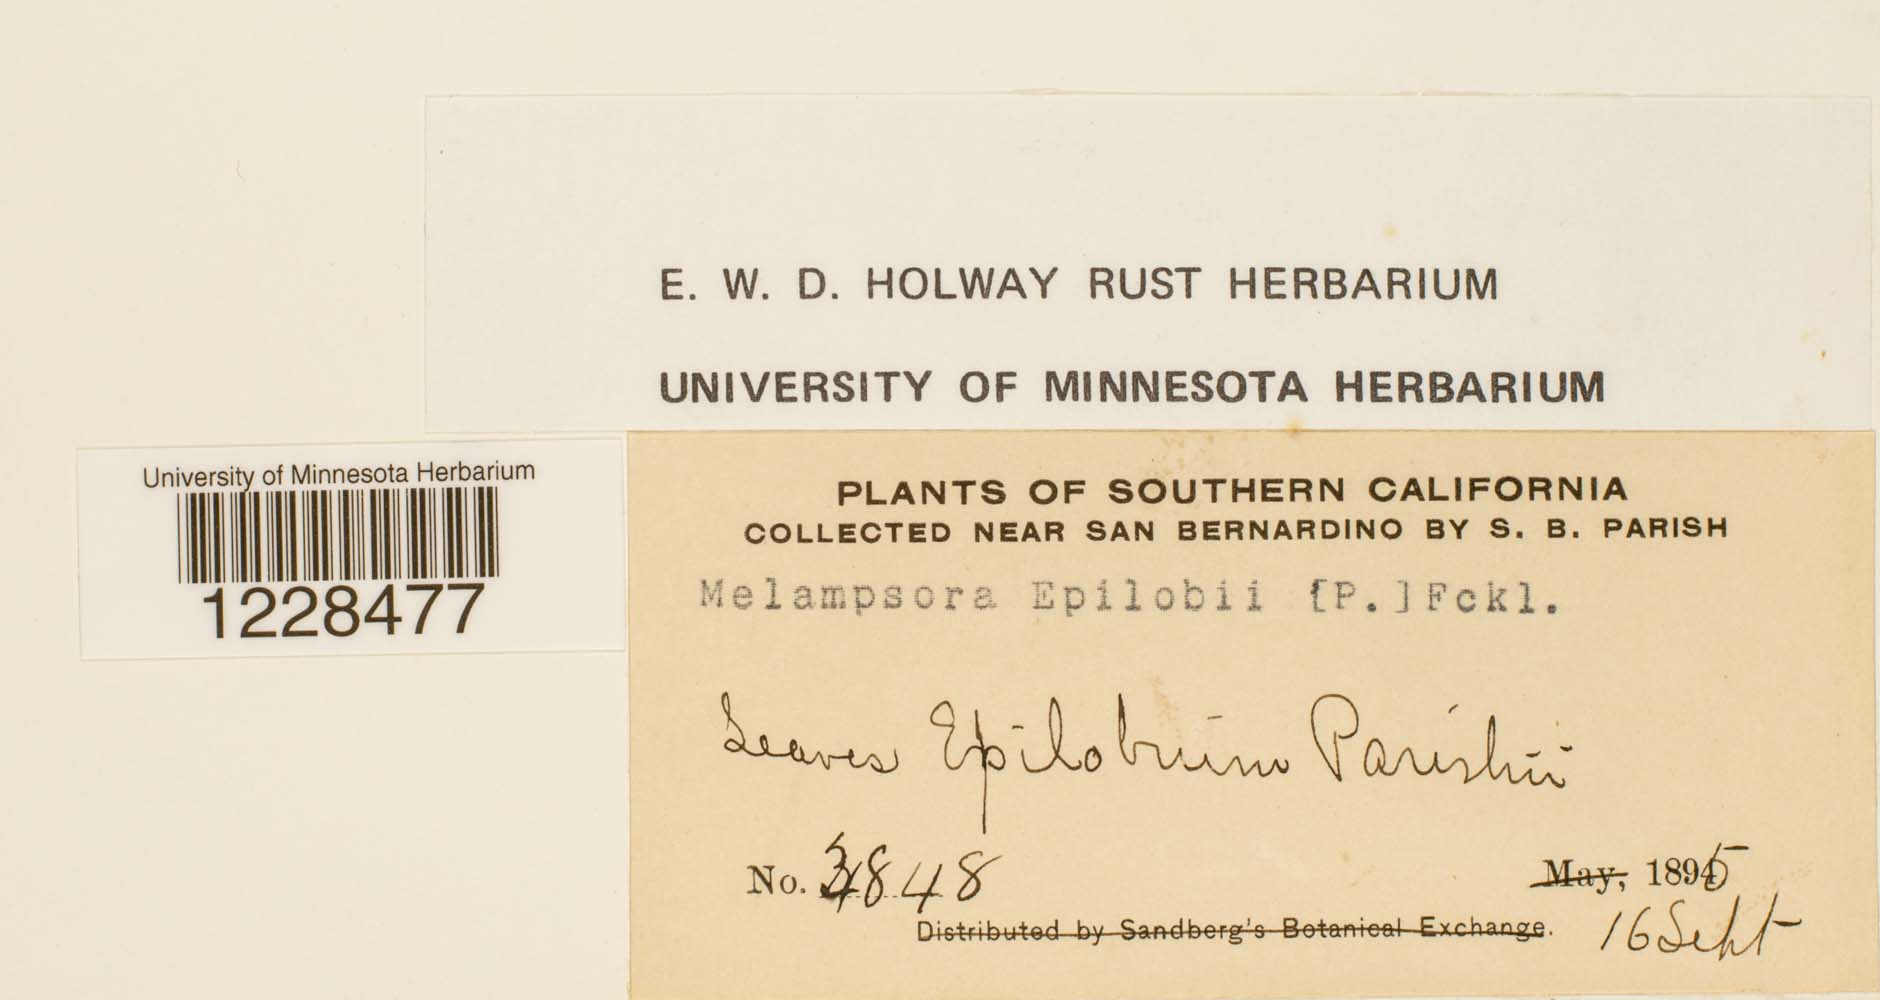 E. W. D. HOLWAY RUST HERBARIUM
UNIVERSITY OF MINNESOTA HERBARIUM
University of Minnesota Herbarium
1228477
PLANTS OF SOUTHERN CALIFORNIA
COLLECTED NEAR SAN BERNARDINO BY S. B. PARISH
Melampsora Epilobii [P.] Fckl.
Leaves Epilobium Parishii
No. 3848
May, 1895
16 Sept
Distributed by Sandberg's Botanical Exchange.